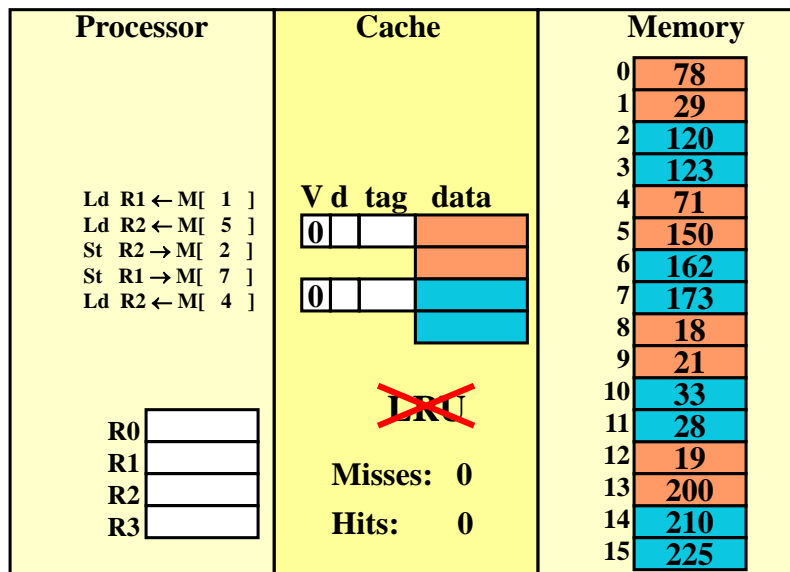 Processor
Ld R1 ← M[ 1 ]
Ld R2 ← M[ 5 ]
St R2 → M[ 2 ]
St R1 → M[ 7 ]
Ld R2 ← M[ 4 ]
R0
R1
R2
R3
Cache
V d tag data
0
0
LRU
Misses: 0
Hits: 0
Memory
0 78
1 29
2 120
3 123
4 71
5 150
6 162
7 173
8 18
9 21
10 33
11 28
12 19
13 200
14 210
15 225